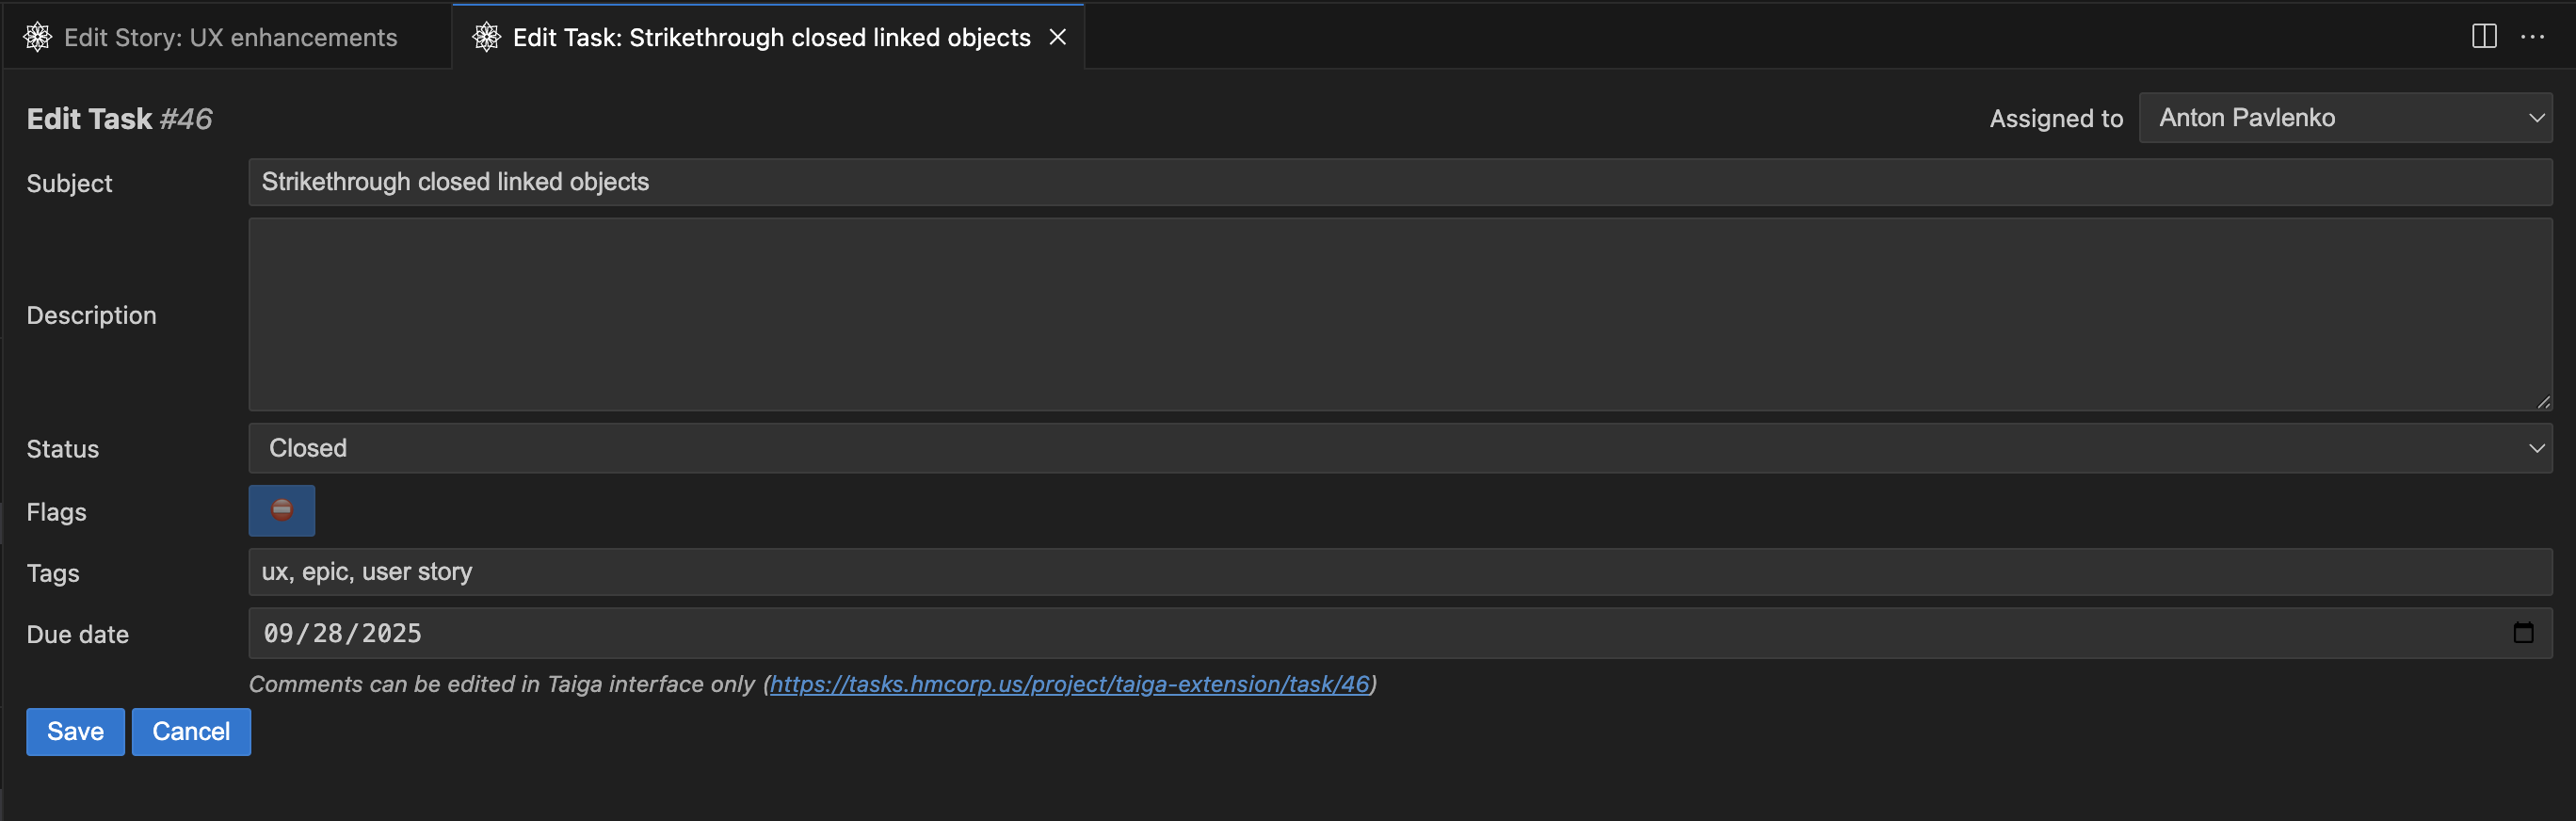 Edit Story: UX enhancements
Edit Task: Strikethrough closed linked objects
Edit Task #46
Assigned to
Anton Pavlenko
Subject
Strikethrough closed linked objects
Description
Status
Closed
Flags
Tags
ux, epic, user story
Due date
09/28/2025
Comments can be edited in Taiga interface only (https://tasks.hmcorp.us/project/taiga-extension/task/46)
Save
Cancel